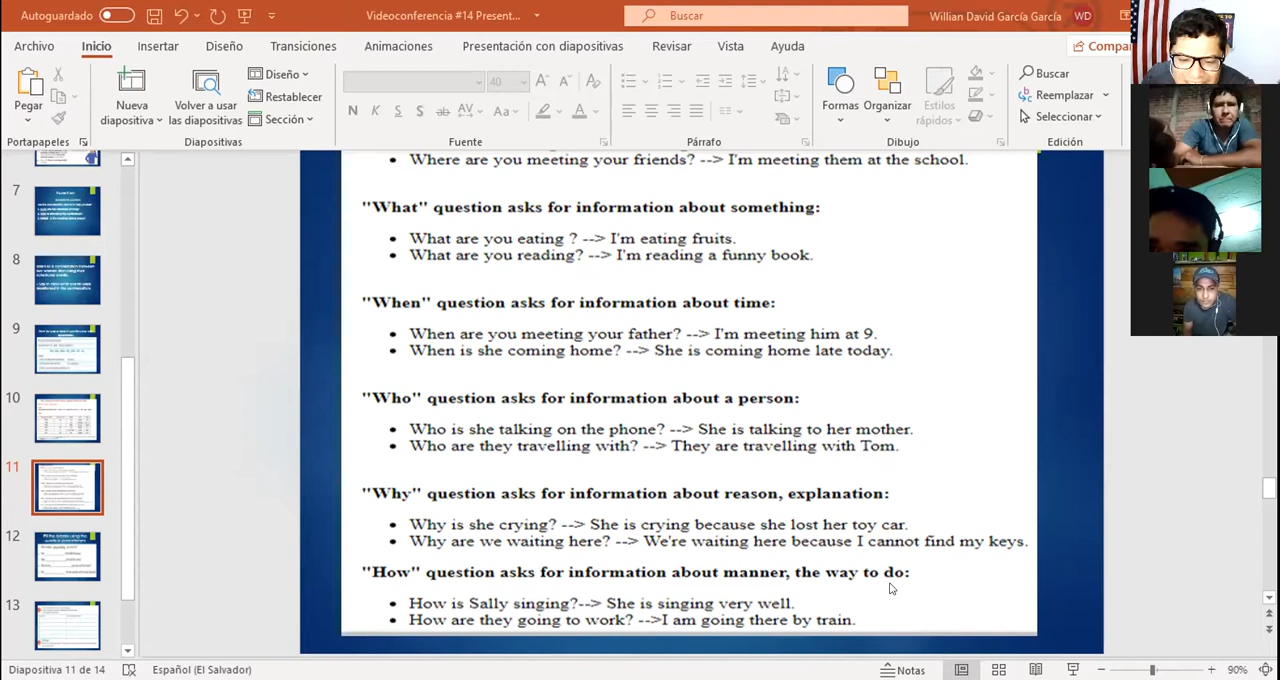 Autoguardado
Videoconferencia #14 Present...
Buscar
Willian David García García
WD
Archivo Inicio Insertar Diseño Transiciones Animaciones Presentación con diapositivas Revisar Vista Ayuda
Compar
Pegar
Nueva diapositiva
Volver a usar las diapositivas
Diseño
Restablecer
Sección
40
N K S S ab AV Aa A
Formas
Organizar
Estilos rápidos
Buscar
Reemplazar
Seleccionar
Portapapeles Diapositivas Fuente Párrafo Dibujo Edición
7
8
9
10
11
12
13
• Where are you meeting your friends? --> I'm meeting them at the school.
"What" question asks for information about something:
• What are you eating ? --> I'm eating fruits.
• What are you reading? --> I'm reading a funny book.
"When" question asks for information about time:
• When are you meeting your father? --> I'm meeting him at 9.
• When is she coming home? --> She is coming home late today.
"Who" question asks for information about a person:
• Who is she talking on the phone? --> She is talking to her mother.
• Who are they travelling with? --> They are travelling with Tom.
"Why" question asks for information about reason, explanation:
• Why is she crying? --> She is crying because she lost her toy car.
• Why are we waiting here? --> We're waiting here because I cannot find my keys.
"How" question asks for information about manner, the way to do:
• How is Sally singing?--> She is singing very well.
• How are they going to work? -->I am going there by train.
Diapositiva 11 de 14
Español (El Salvador)
Notas
90%